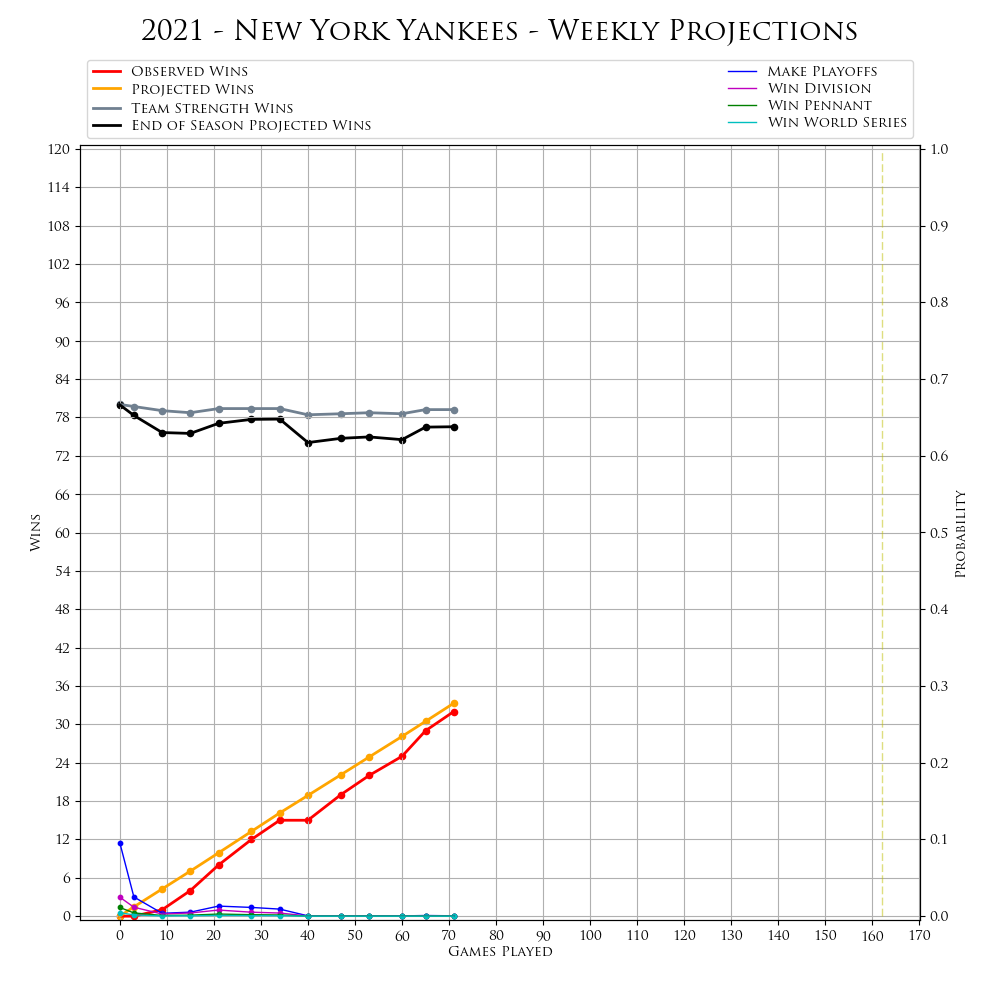 2021 - New York Yankees - Weekly Projections
Observed Wins
Projected Wins
Team Strength Wins
End of Season Projected Wins
Make Playoffs
Win Division
Win Pennant
Win World Series
120
114
108
102
96
90
84
78
72
66
60
54
48
42
36
30
24
18
12
6
0
Wins
1.0
0.9
0.8
0.7
0.6
0.5
0.4
0.3
0.2
0.1
0.0
Probability
0 10 20 30 40 50 60 70 80 90 100 110 120 130 140 150 160 170
Games Played